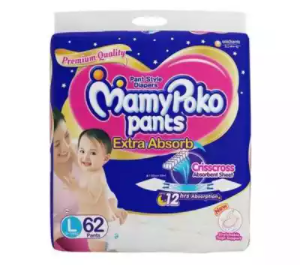 Premium Quality
Pant Style
Diapers
MamyPoko
pants
Extra Absorb
Crisscross
Absorbent Sheet
12 hrs Absorption
L 62
Pants